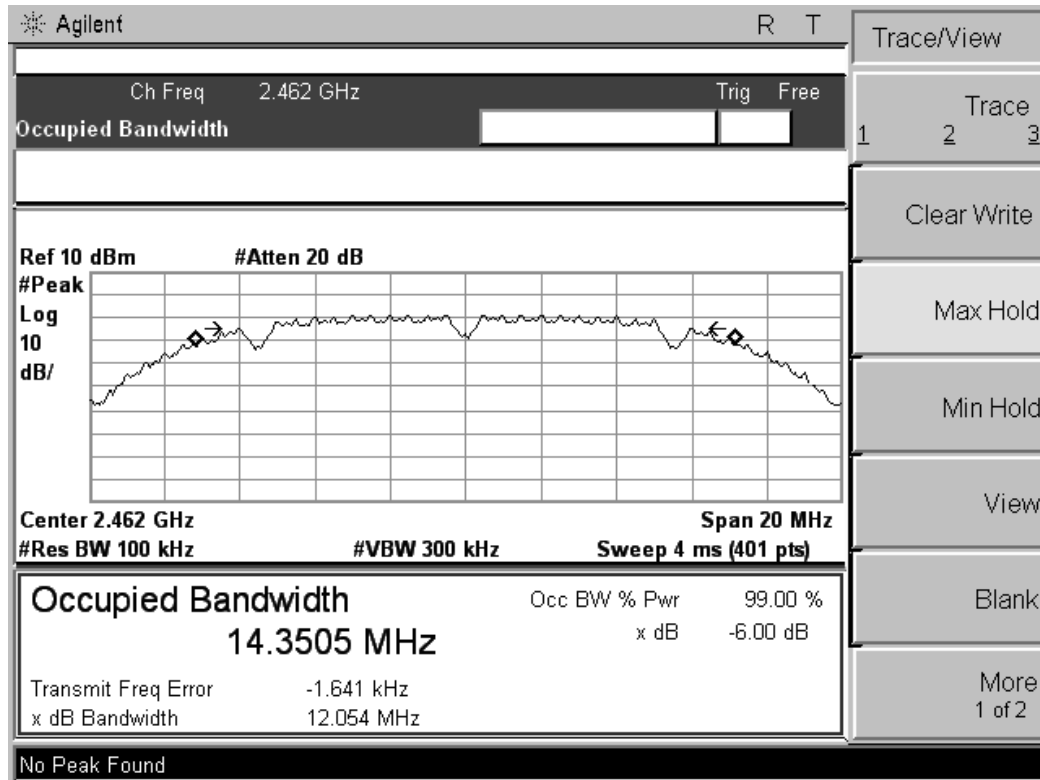 Agilent R T
Trace/View
Ch Freq 2.462 GHz Trig Free
Occupied Bandwidth
Trace
1 2 3
Clear Write
Max Hold
Min Hold
View
Blank
More
1 of 2
Ref 10 dBm #Atten 20 dB
#Peak
Log
10
dB/
Center 2.462 GHz Span 20 MHz
#Res BW 100 kHz #VBW 300 kHz Sweep 4 ms (401 pts)
Occupied Bandwidth
14.3505 MHz
Occ BW % Pwr 99.00 %
x dB -6.00 dB
Transmit Freq Error -1.641 kHz
x dB Bandwidth 12.054 MHz
No Peak Found